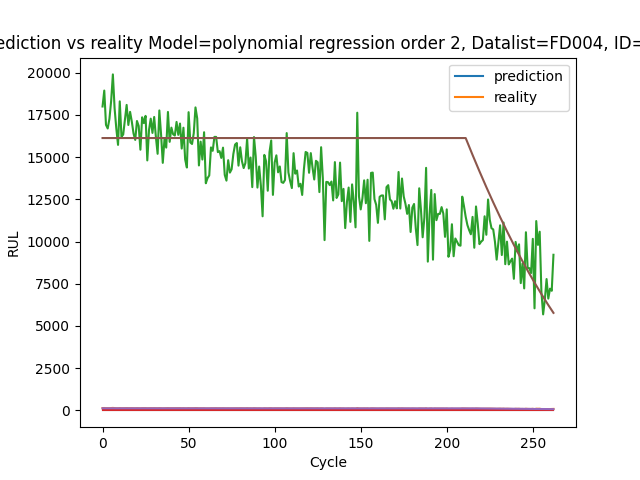 ediction vs reality Model=polynomial regression order 2, Datalist=FD004, ID=
prediction
reality
RUL
20000
17500
15000
12500
10000
7500
5000
2500
0
0 50 100 150 200 250
Cycle